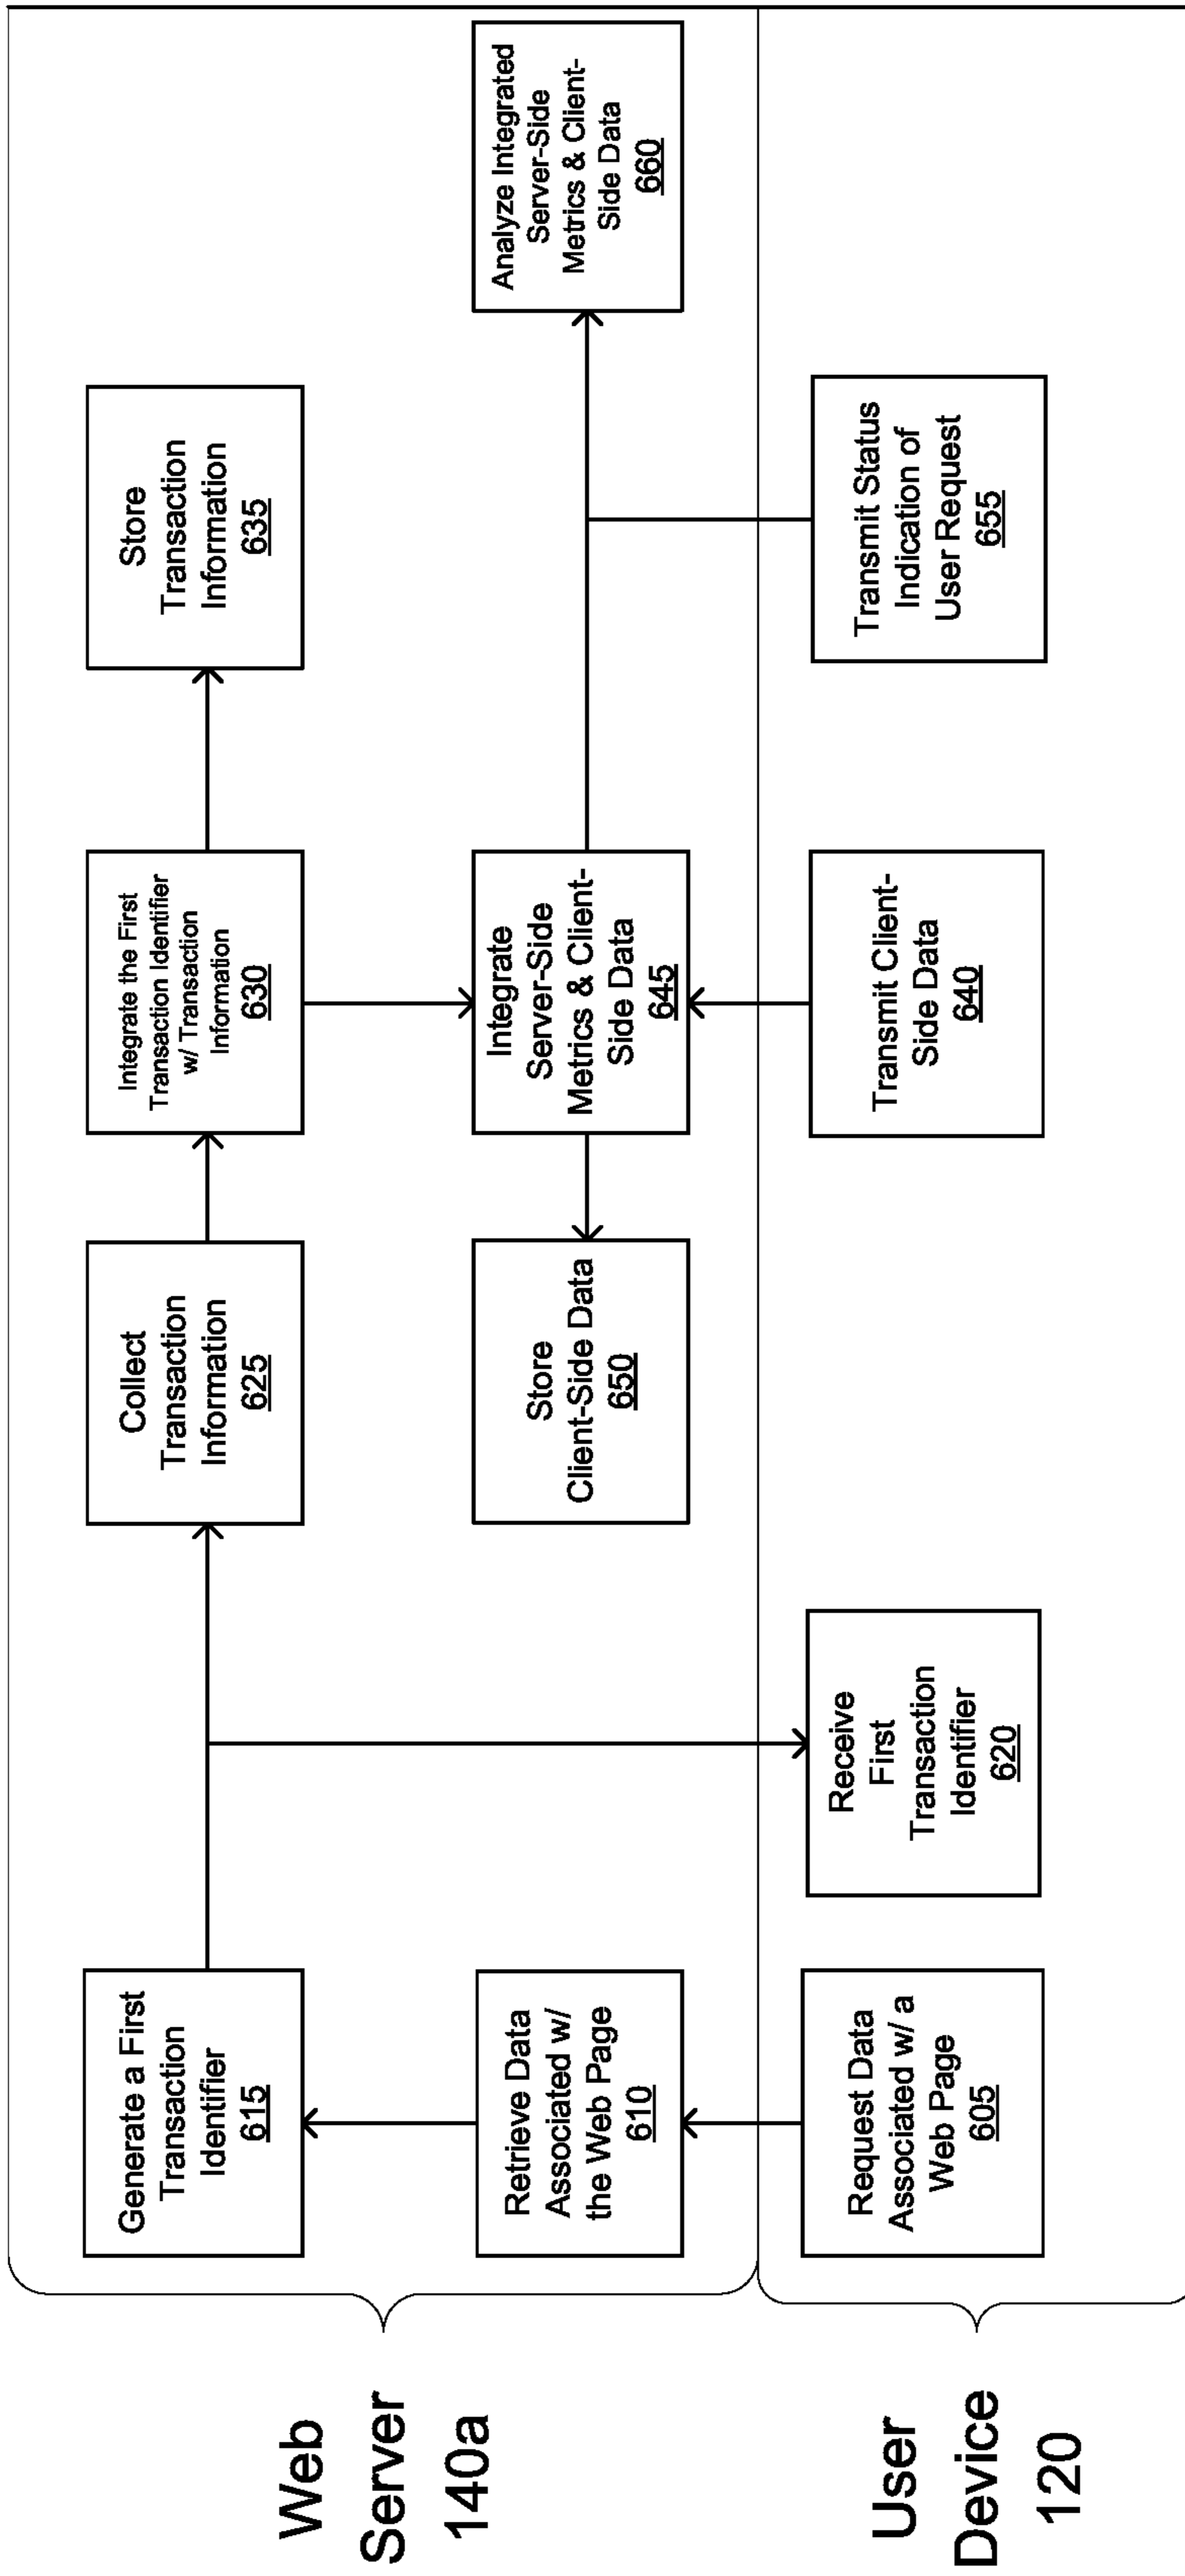 Web
Server
140a
Generate a First
Transaction
Identifier
615
Collect
Transaction
Information
625
Integrate the First
Transaction Identifier
w/ Transaction
Information
630
Store
Transaction
Information
635
Retrieve Data
Associated w/
the Web Page
610
Store
Client-Side Data
650
Integrate
Server-Side
Metrics & Client-
Side Data
645
Analyze Integrated
Server-Side
Metrics & Client-
Side Data
660
User
Device
120
Request Data
Associated w/ a
Web Page
605
Receive
First
Transaction
Identifier
620
Transmit Client-
Side Data
640
Transmit Status
Indication of
User Request
655